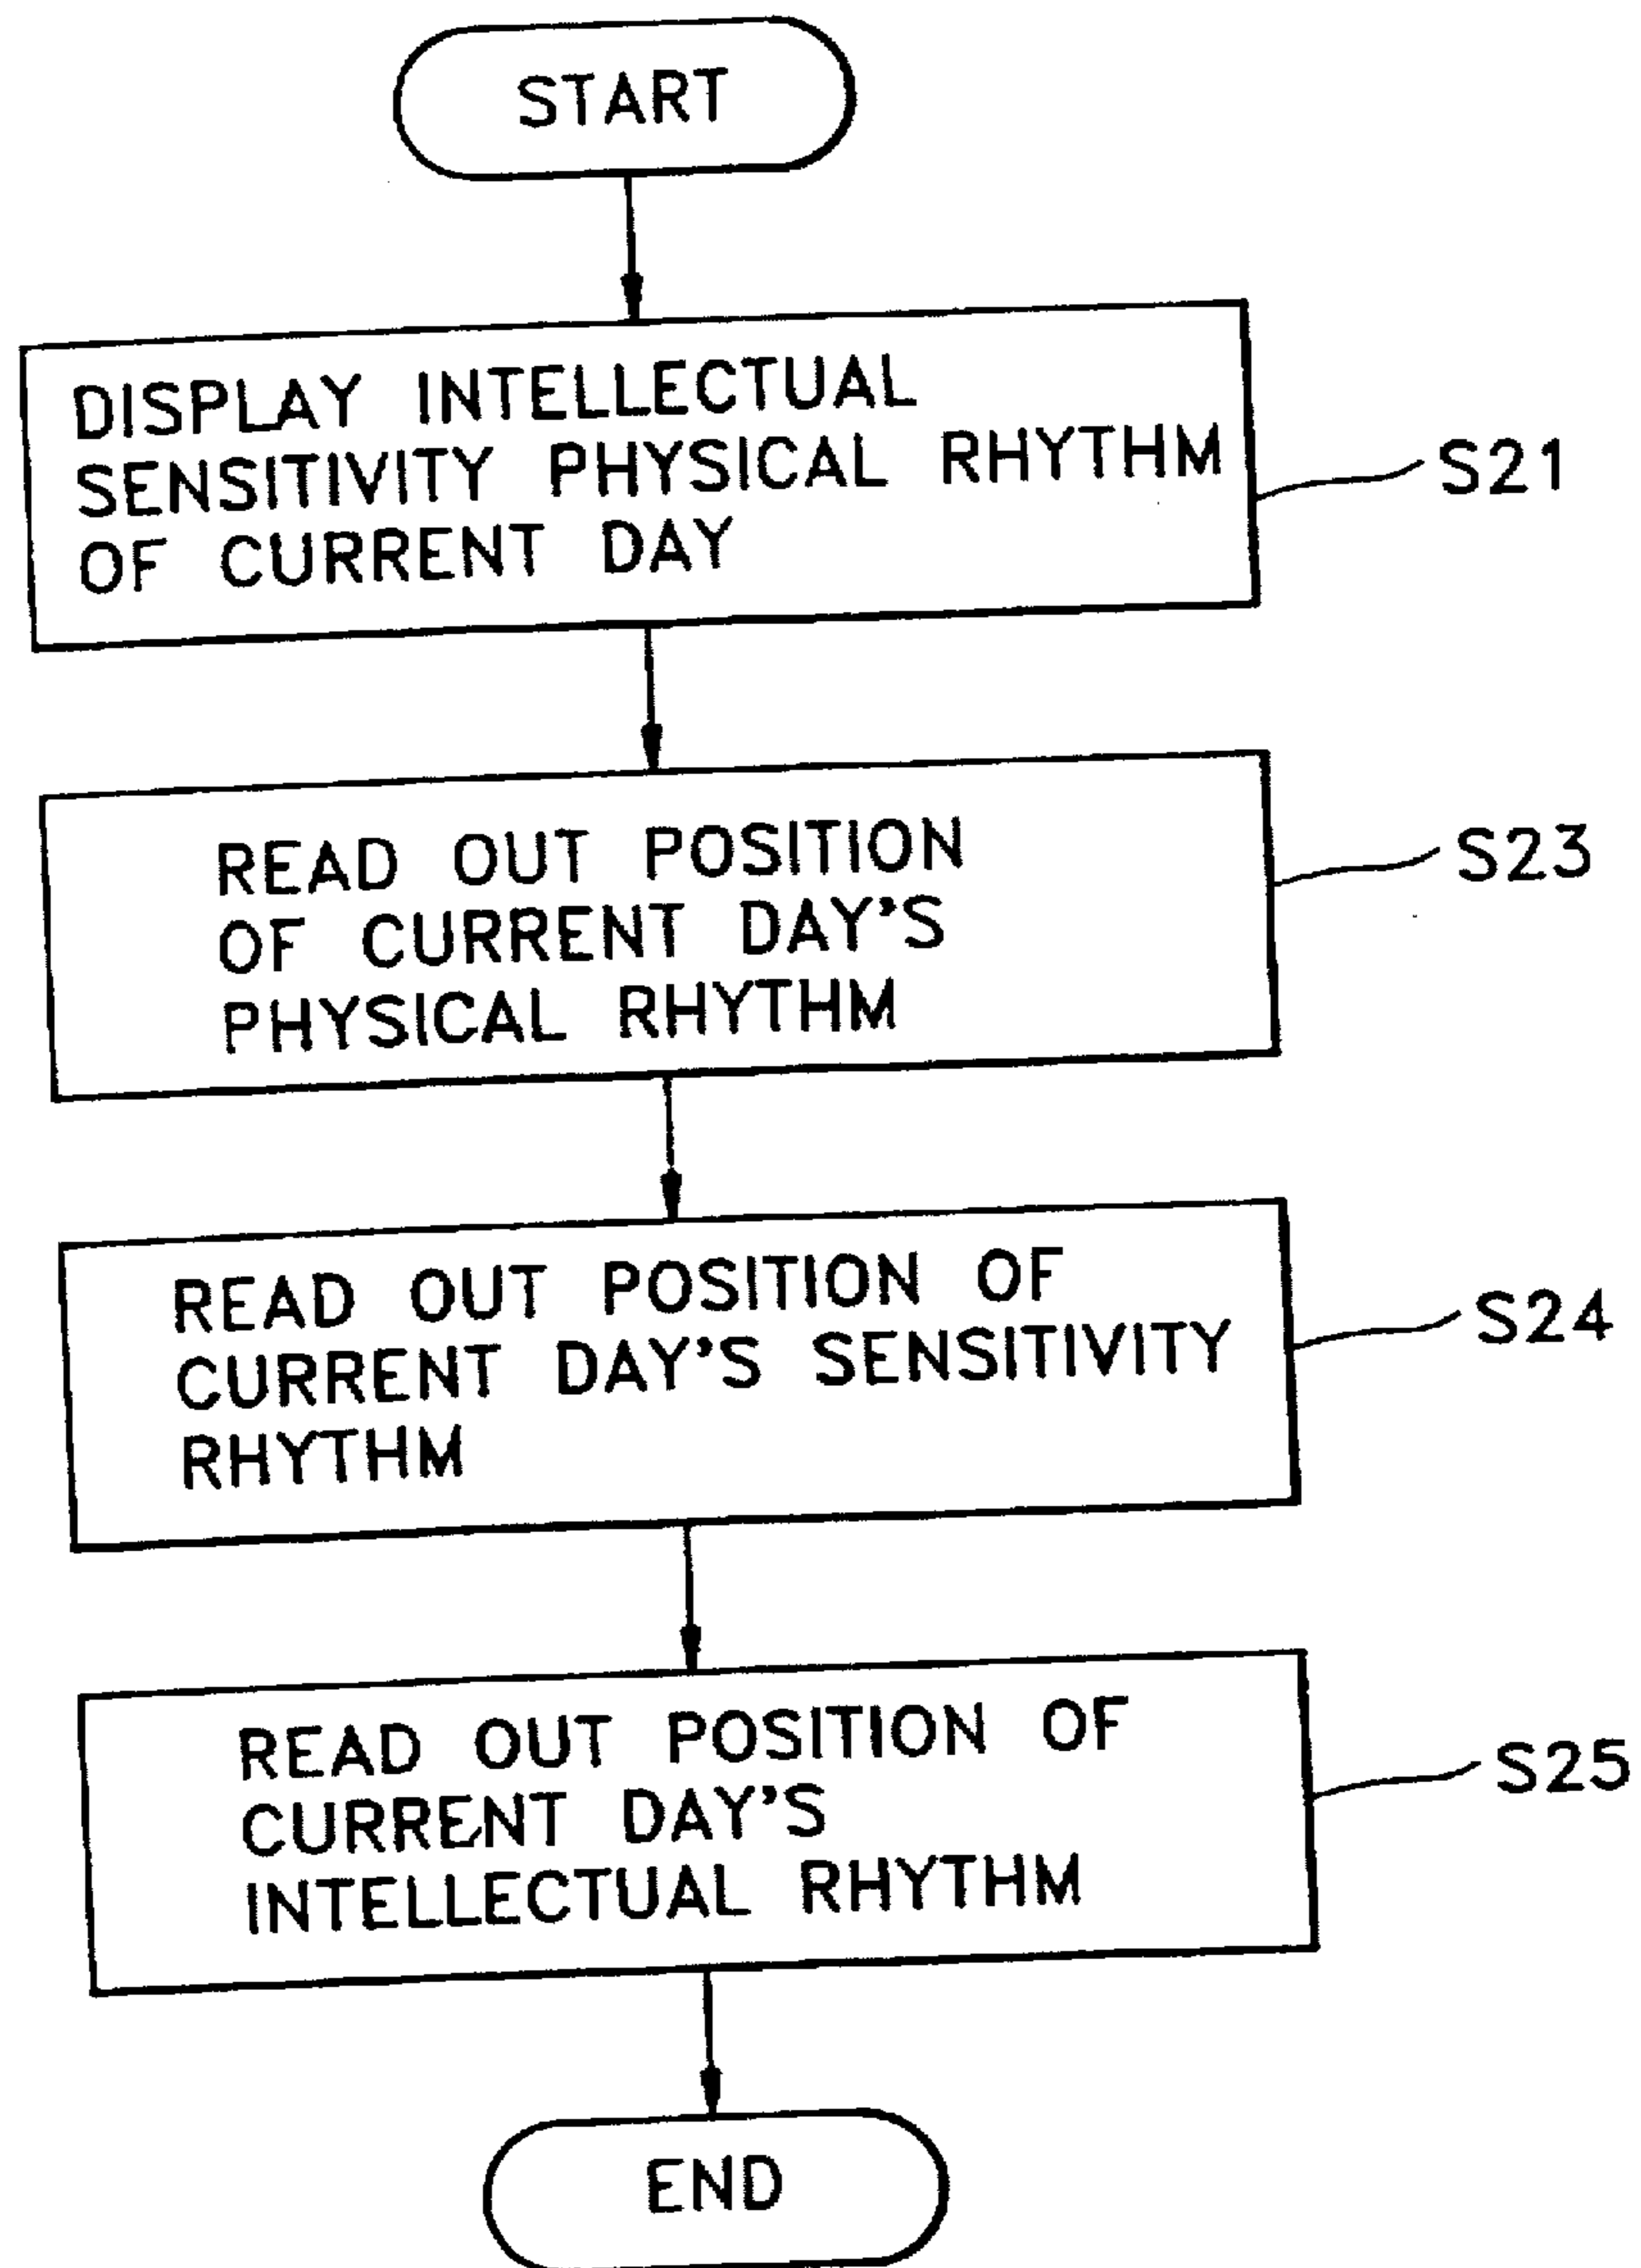 START
DISPLAY INTELLECTUAL
SENSITIVITY PHYSICAL RHYTHM
OF CURRENT DAY
S21
READ OUT POSITION
OF CURRENT DAY'S
PHYSICAL RHYTHM
S23
READ OUT POSITION OF
CURRENT DAY'S SENSITIVITY
RHYTHM
S24
READ OUT POSITION OF
CURRENT DAY'S
INTELLECTUAL RHYTHM
S25
END